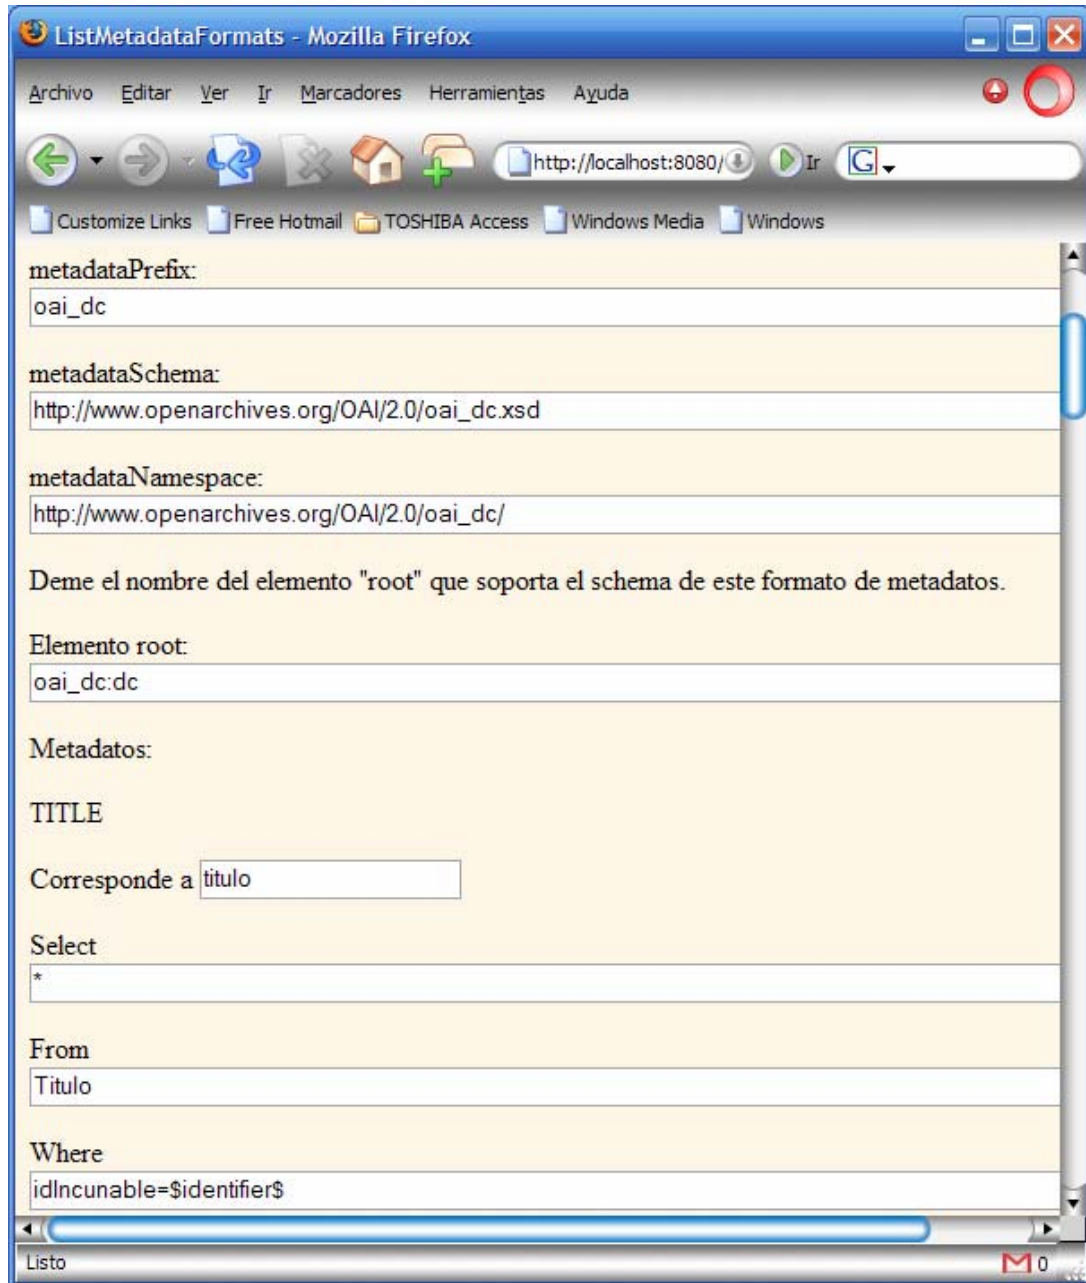 ListMetadataFormats - Mozilla Firefox
Archivo Editar Ver Ir Marcadores Herramientas Ayuda
http://localhost:8080/ Ir G
Customize Links Free Hotmail TOSHIBA Access Windows Media Windows
metadataPrefix:
oai_dc
metadataSchema:
http://www.openarchives.org/OAI/2.0/oai_dc.xsd
metadataNamespace:
http://www.openarchives.org/OAI/2.0/oai_dc/
Deme el nombre del elemento "root" que soporta el schema de este formato de metadatos.
Elemento root:
oai_dc:dc
Metadatos:
TITLE
Corresponde a titulo
Select
*
From
Titulo
Where
idIncunable=$identifier$
Listo 0